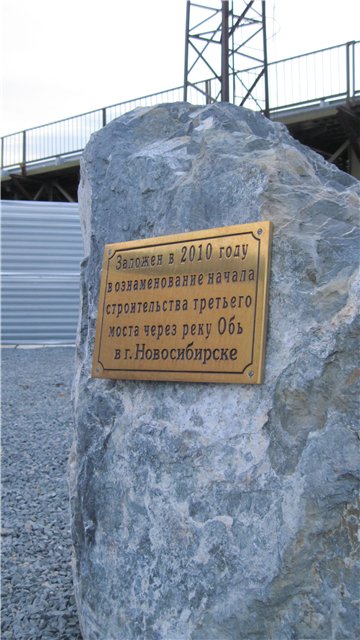 Заложен в 2010 году
в ознаменование начала
строительства третьего
моста через реку Обь
в г. Новосибирске